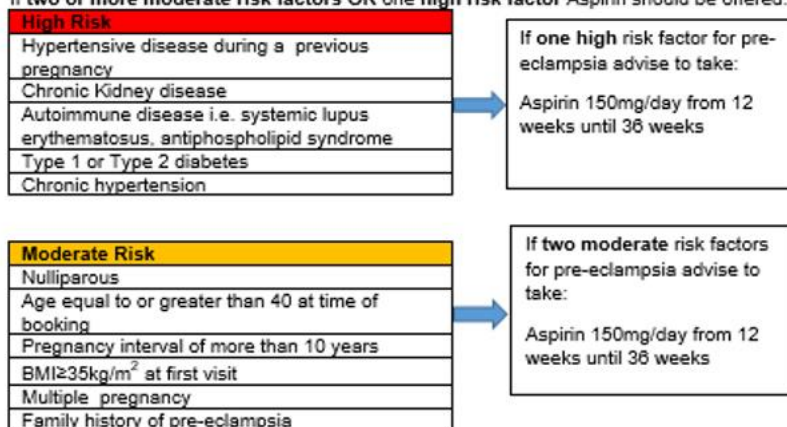 If two or more moderate risk factors OR one high risk factor Aspirin should be offered.
High Risk
Hypertensive disease during a previous
pregnancy
Chronic Kidney disease
Autoimmune disease i.e. systemic lupus
erythematosus, antiphospholipid syndrome
Type 1 or Type 2 diabetes
Chronic hypertension
If one high risk factor for pre-
eclampsia advise to take:
Aspirin 150mg/day from 12
weeks until 36 weeks
Moderate Risk
Nulliparous
Age equal to or greater than 40 at time of
booking
Pregnancy interval of more than 10 years
BMI≥35kg/m² at first visit
Multiple pregnancy
Family history of pre-eclampsia
If two moderate risk factors
for pre-eclampsia advise to
take:
Aspirin 150mg/day from 12
weeks until 36 weeks